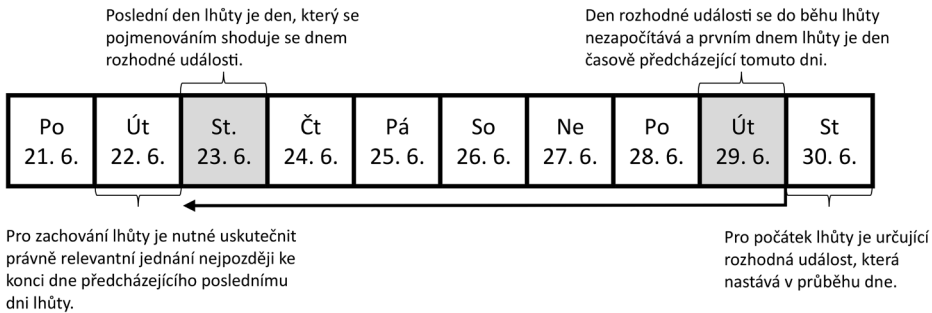 Poslední den lhůty je den, který se
pojmenováním shoduje se dnem
rozhodné události.
Den rozhodné události se do běhu lhůty
nezapočítává a prvním dnem lhůty je den
časově předcházející tomuto dni.
Po Út St. Čt Pá So Ne Po Út St
21. 6. 22. 6. 23. 6. 24. 6. 25. 6. 26. 6. 27. 6. 28. 6. 29. 6. 30. 6.
Pro zachování lhůty je nutné uskutečnit
právně relevantní jednání nejpozději ke
konci dne předcházejícího poslednímu
dni lhůty.
Pro počátek lhůty je určující
rozhodná událost, která
nastává v průběhu dne.